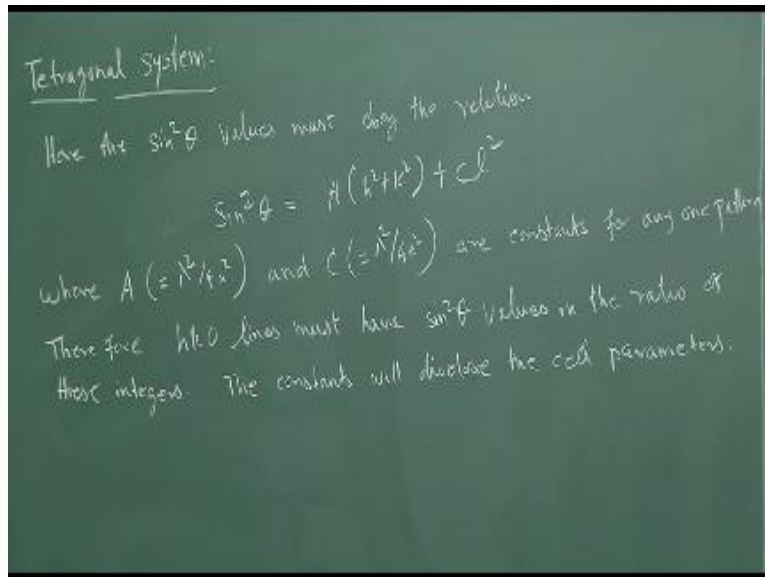 Tetragonal system:
Here the sin²θ values must obey the relation
Sin²θ = A(h²+k²) + Cl²
where A (= λ²/4a²) and C (= λ²/4c²) are constants for any one pattern
There fore hk0 lines must have sin²θ values in the ratio of
these integers. The constants will disclose the cell parameters.